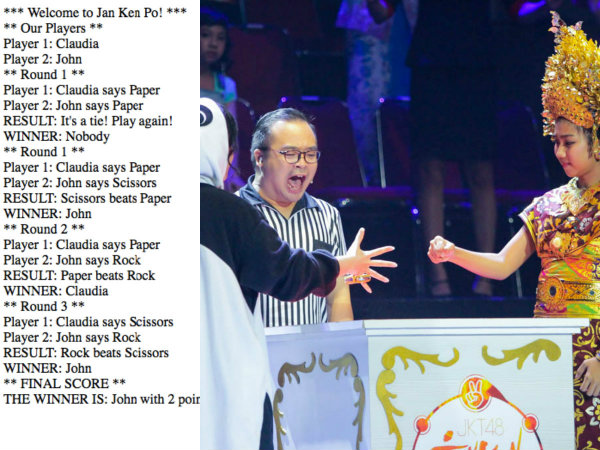 *** Welcome to Jan Ken Po! ***
** Our Players **
Player 1: Claudia
Player 2: John
** Round 1 **
Player 1: Claudia says Paper
Player 2: John says Paper
RESULT: It's a tie! Play again!
WINNER: Nobody
** Round 1 **
Player 1: Claudia says Paper
Player 2: John says Scissors
RESULT: Scissors beats Paper
WINNER: John
** Round 2 **
Player 1: Claudia says Paper
Player 2: John says Rock
RESULT: Paper beats Rock
WINNER: Claudia
** Round 3 **
Player 1: Claudia says Scissors
Player 2: John says Rock
RESULT: Rock beats Scissors
WINNER: John
** FINAL SCORE **
THE WINNER IS: John with 2 poin
JKT48